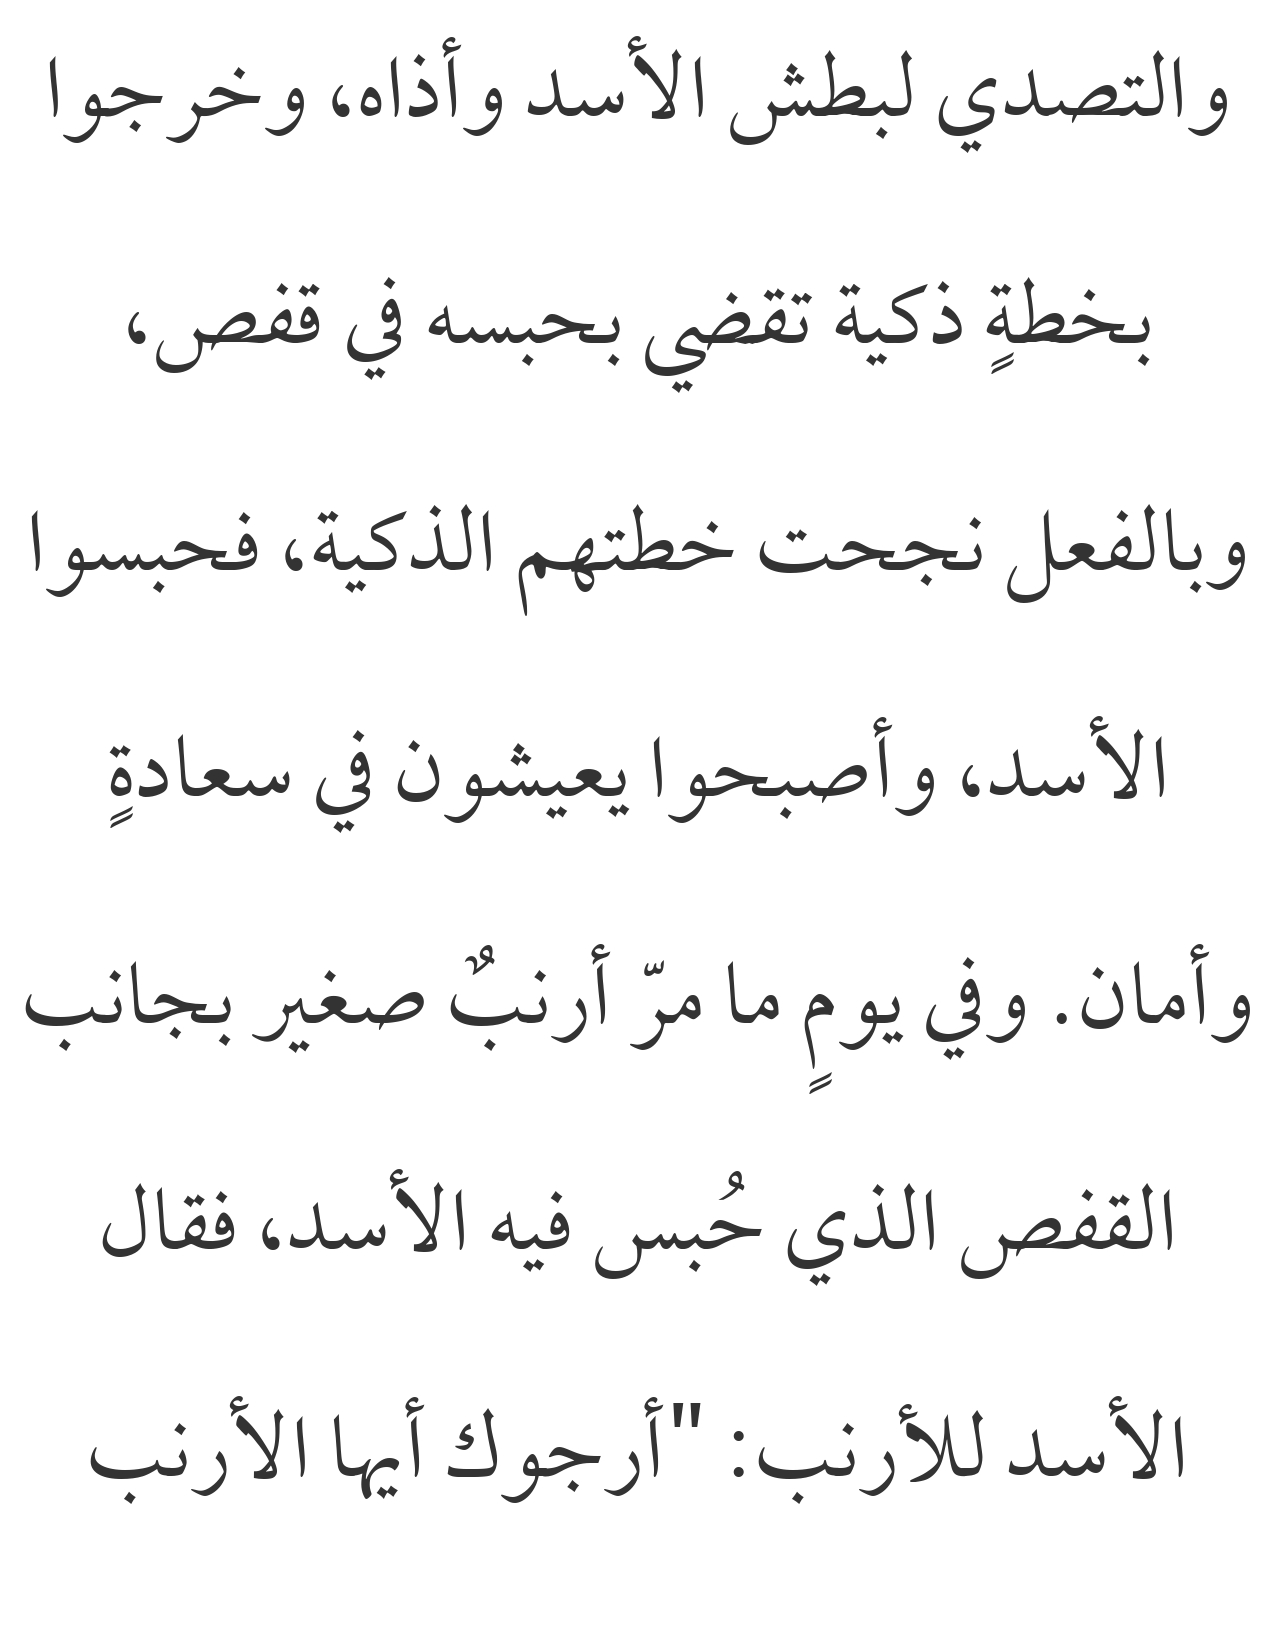 والتصدي لبطش الأسد وأذاه، وخرجوا
بخطةٍ ذكية تقضي بحبسه في قفص،
وبالفعل نجحت خطتهم الذكية، فحبسوا
الأسد، وأصبحوا يعيشون في سعادةٍ
وأمان. وفي يومٍ ما مرّ أرنبٌ صغير بجانب
القفص الذي حُبس فيه الأسد، فقال
الأسد للأرنب: "أرجوك أيها الأرنب